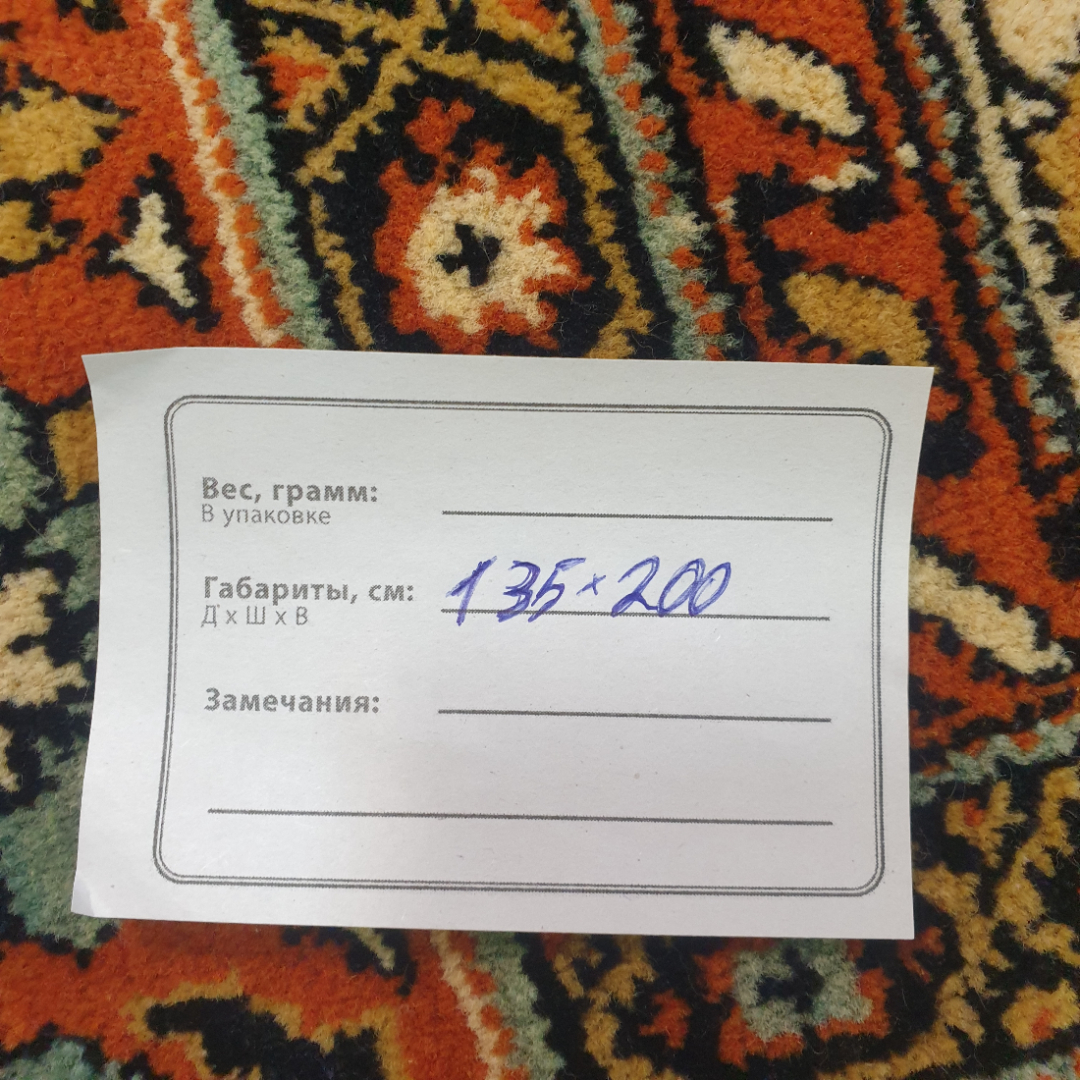 Вес, грамм:
В упаковке
Габариты, см: 135 x 200
Д х Ш х В
Замечания: